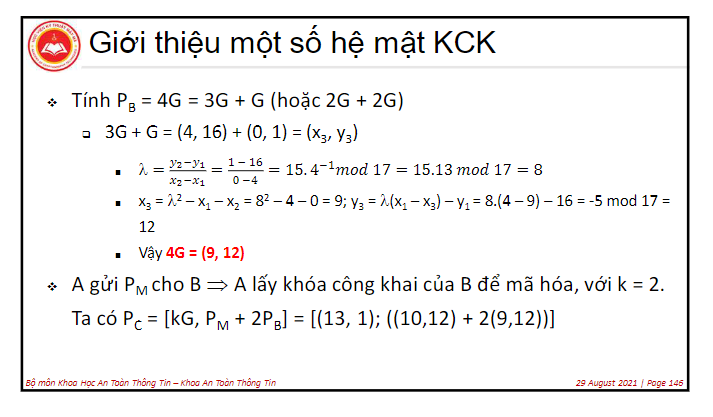 Giới thiệu một số hệ mật KCK
❖ Tính P_B = 4G = 3G + G (hoặc 2G + 2G)
❑ 3G + G = (4, 16) + (0, 1) = (x₃, y₃)
▪ λ = (y₂−y₁)/(x₂−x₁) = (1 − 16)/(0 −4) = 15. 4⁻¹mod 17 = 15.13 mod 17 = 8
▪ x₃ = λ² – x₁ – x₂ = 8² – 4 – 0 = 9; y₃ = λ(x₁ – x₃) – y₁ = 8.(4 – 9) – 16 = -5 mod 17 =
12
▪ Vậy 4G = (9, 12)
❖ A gửi P_M cho B ⇒ A lấy khóa công khai của B để mã hóa, với k = 2.
Ta có P_C = [kG, P_M + 2P_B] = [(13, 1); ((10,12) + 2(9,12))]
Bộ môn Khoa Học An Toàn Thông Tin – Khoa An Toàn Thông Tin
29 August 2021 | Page 146